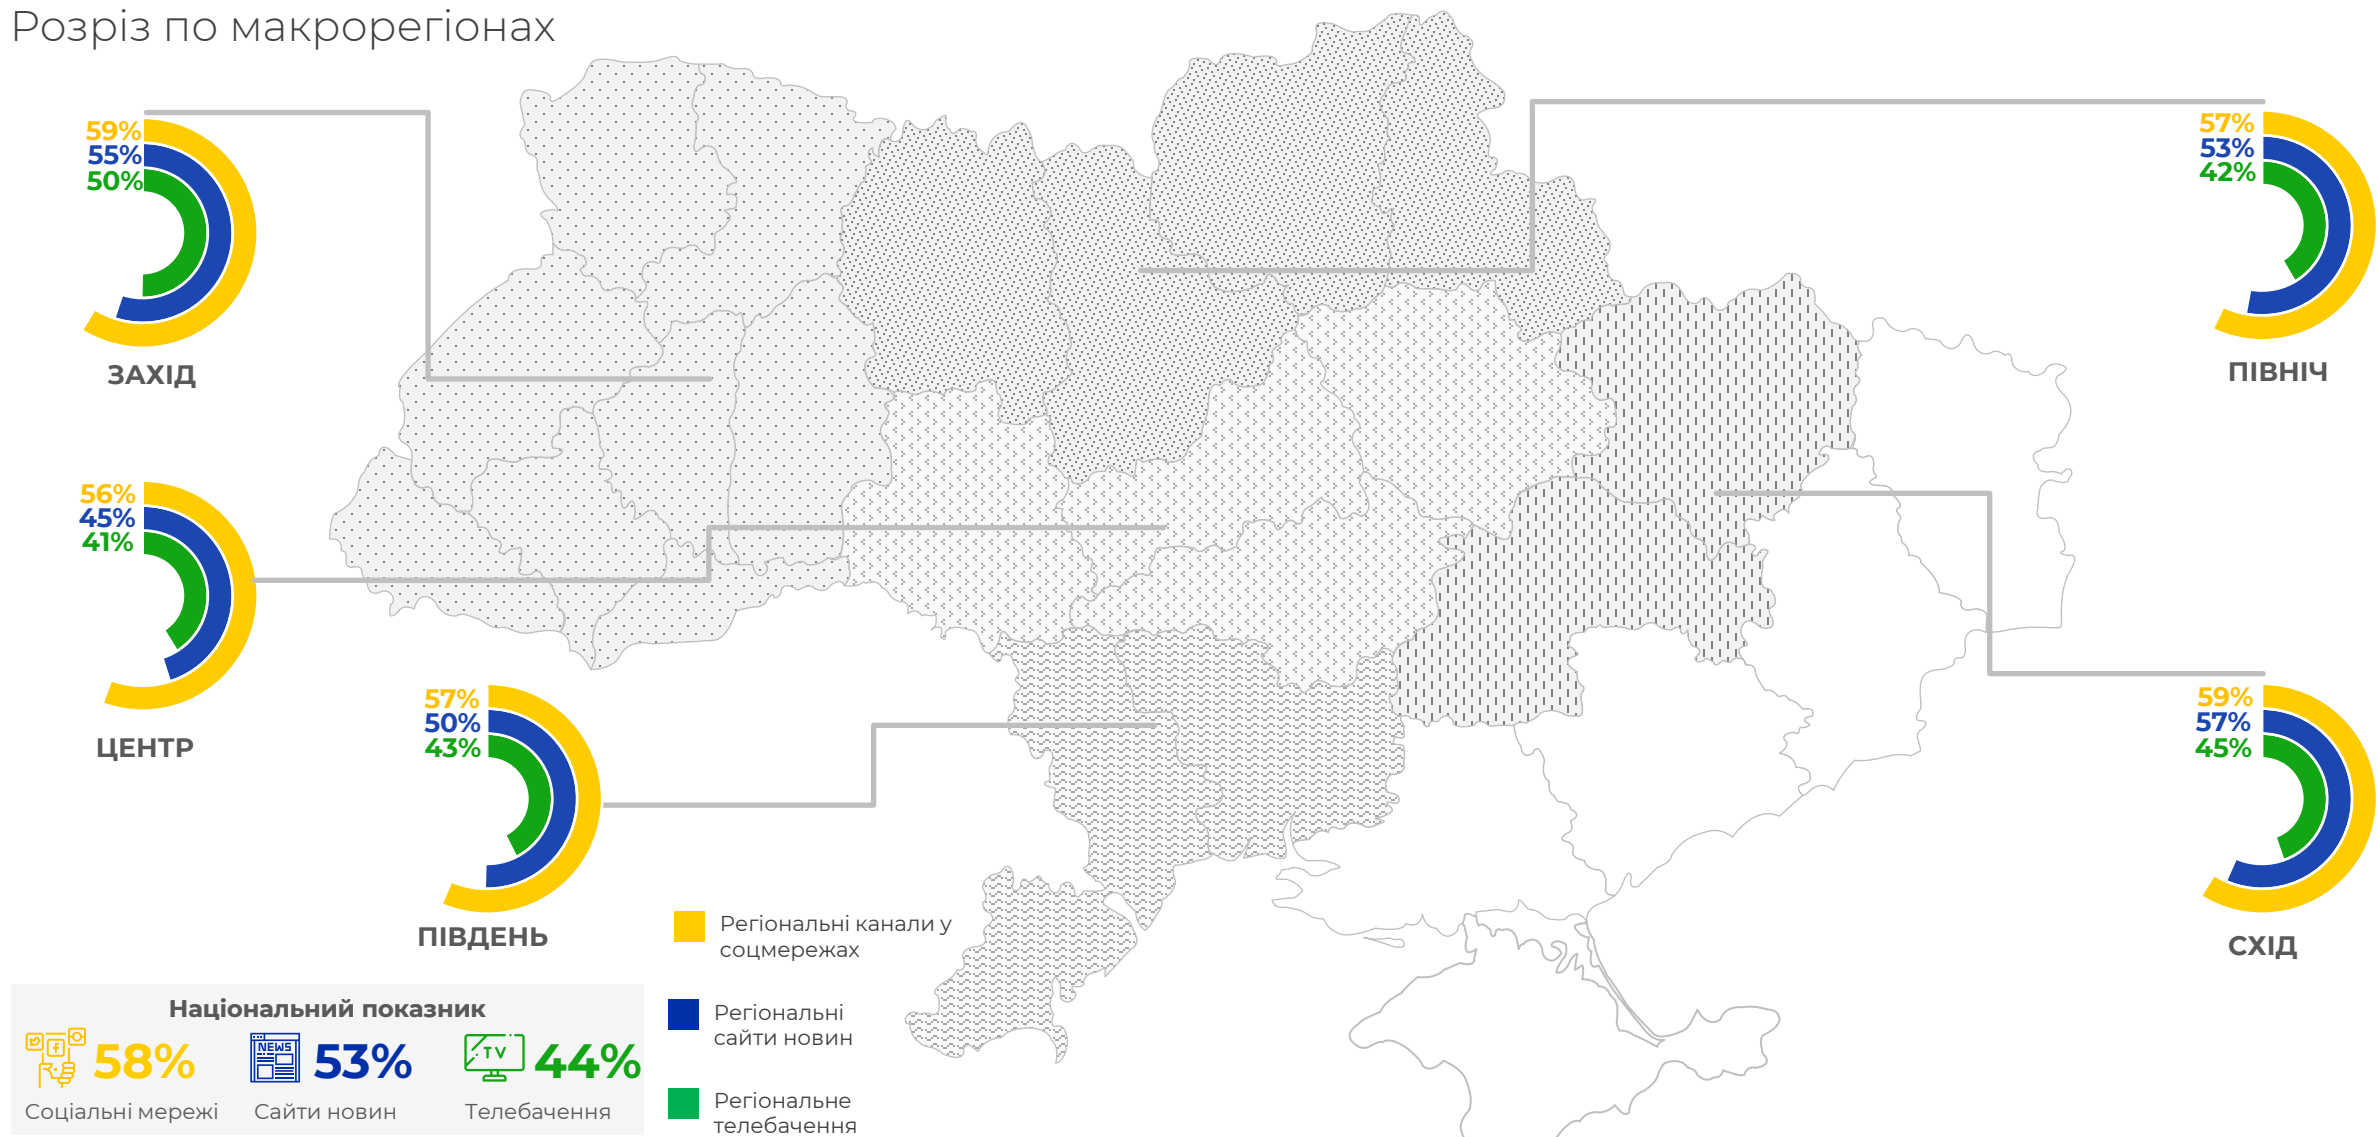 Розріз по макрорегіонах
59%
55%
50%
ЗАХІД
57%
53%
42%
ПІВНІЧ
56%
45%
41%
ЦЕНТР
57%
50%
43%
ПІВДЕНЬ
59%
57%
45%
СХІД
Регіональні канали у
соцмережах
Регіональні
сайти новин
Регіональне
телебачення
Національний показник
NEWS
TV
58%
53%
44%
Соціальні мережі
Сайти новин
Телебачення